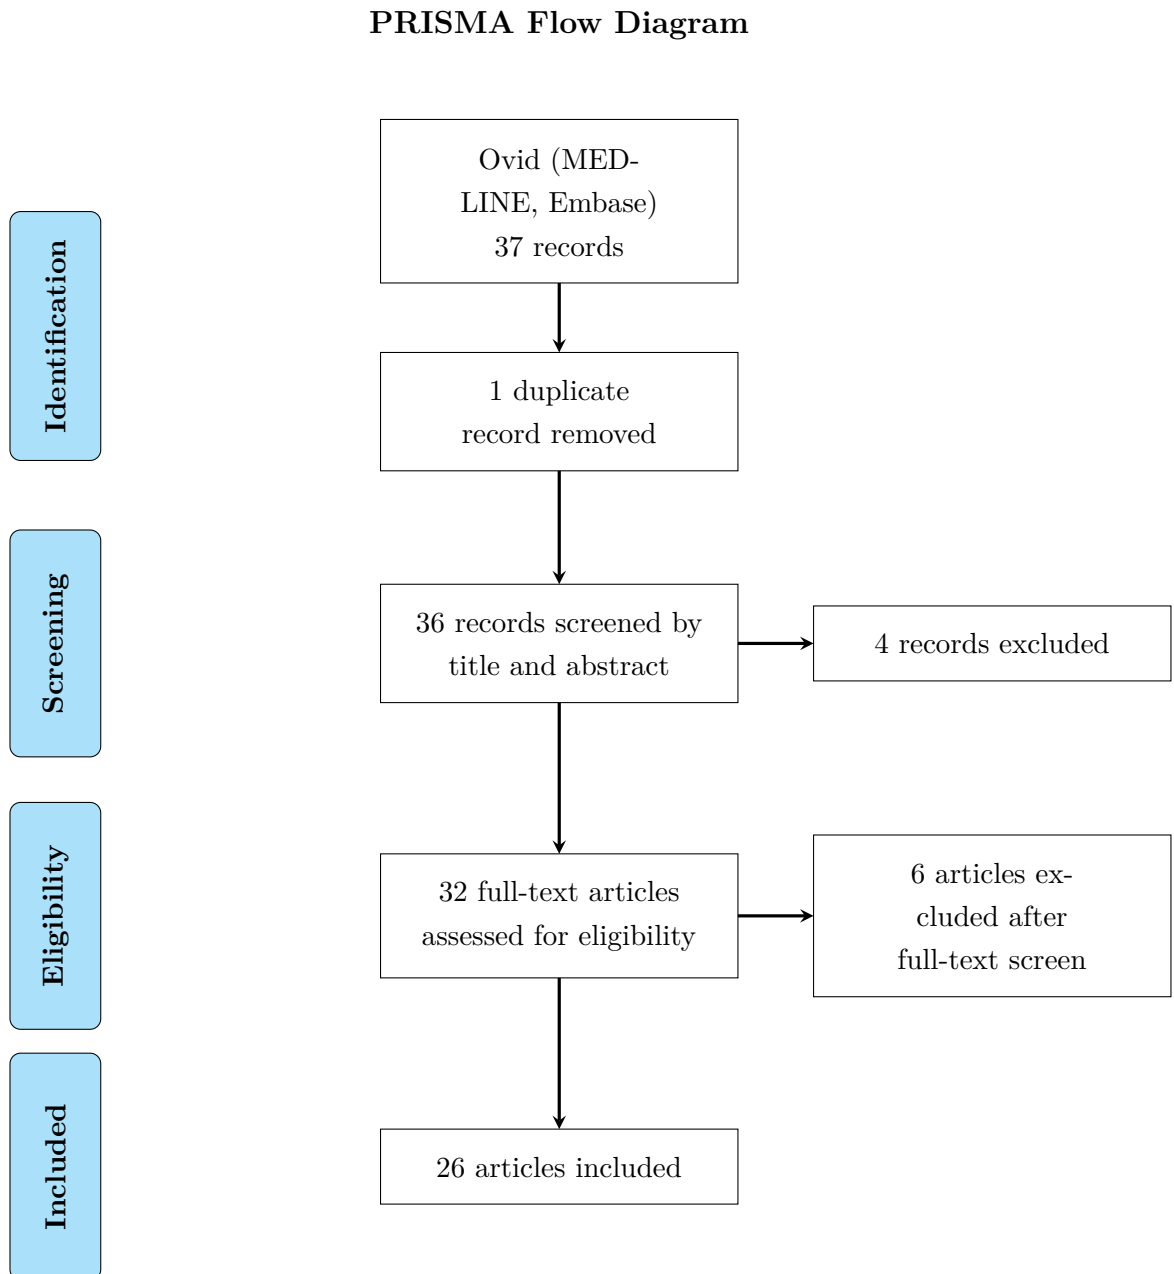 PRISMA Flow Diagram
Ovid (MED-
LINE, Embase)
37 records
Identification
1 duplicate
record removed
Screening
36 records screened by
title and abstract
4 records excluded
Eligibility
32 full-text articles
assessed for eligibility
6 articles ex-
cluded after
full-text screen
Included
26 articles included